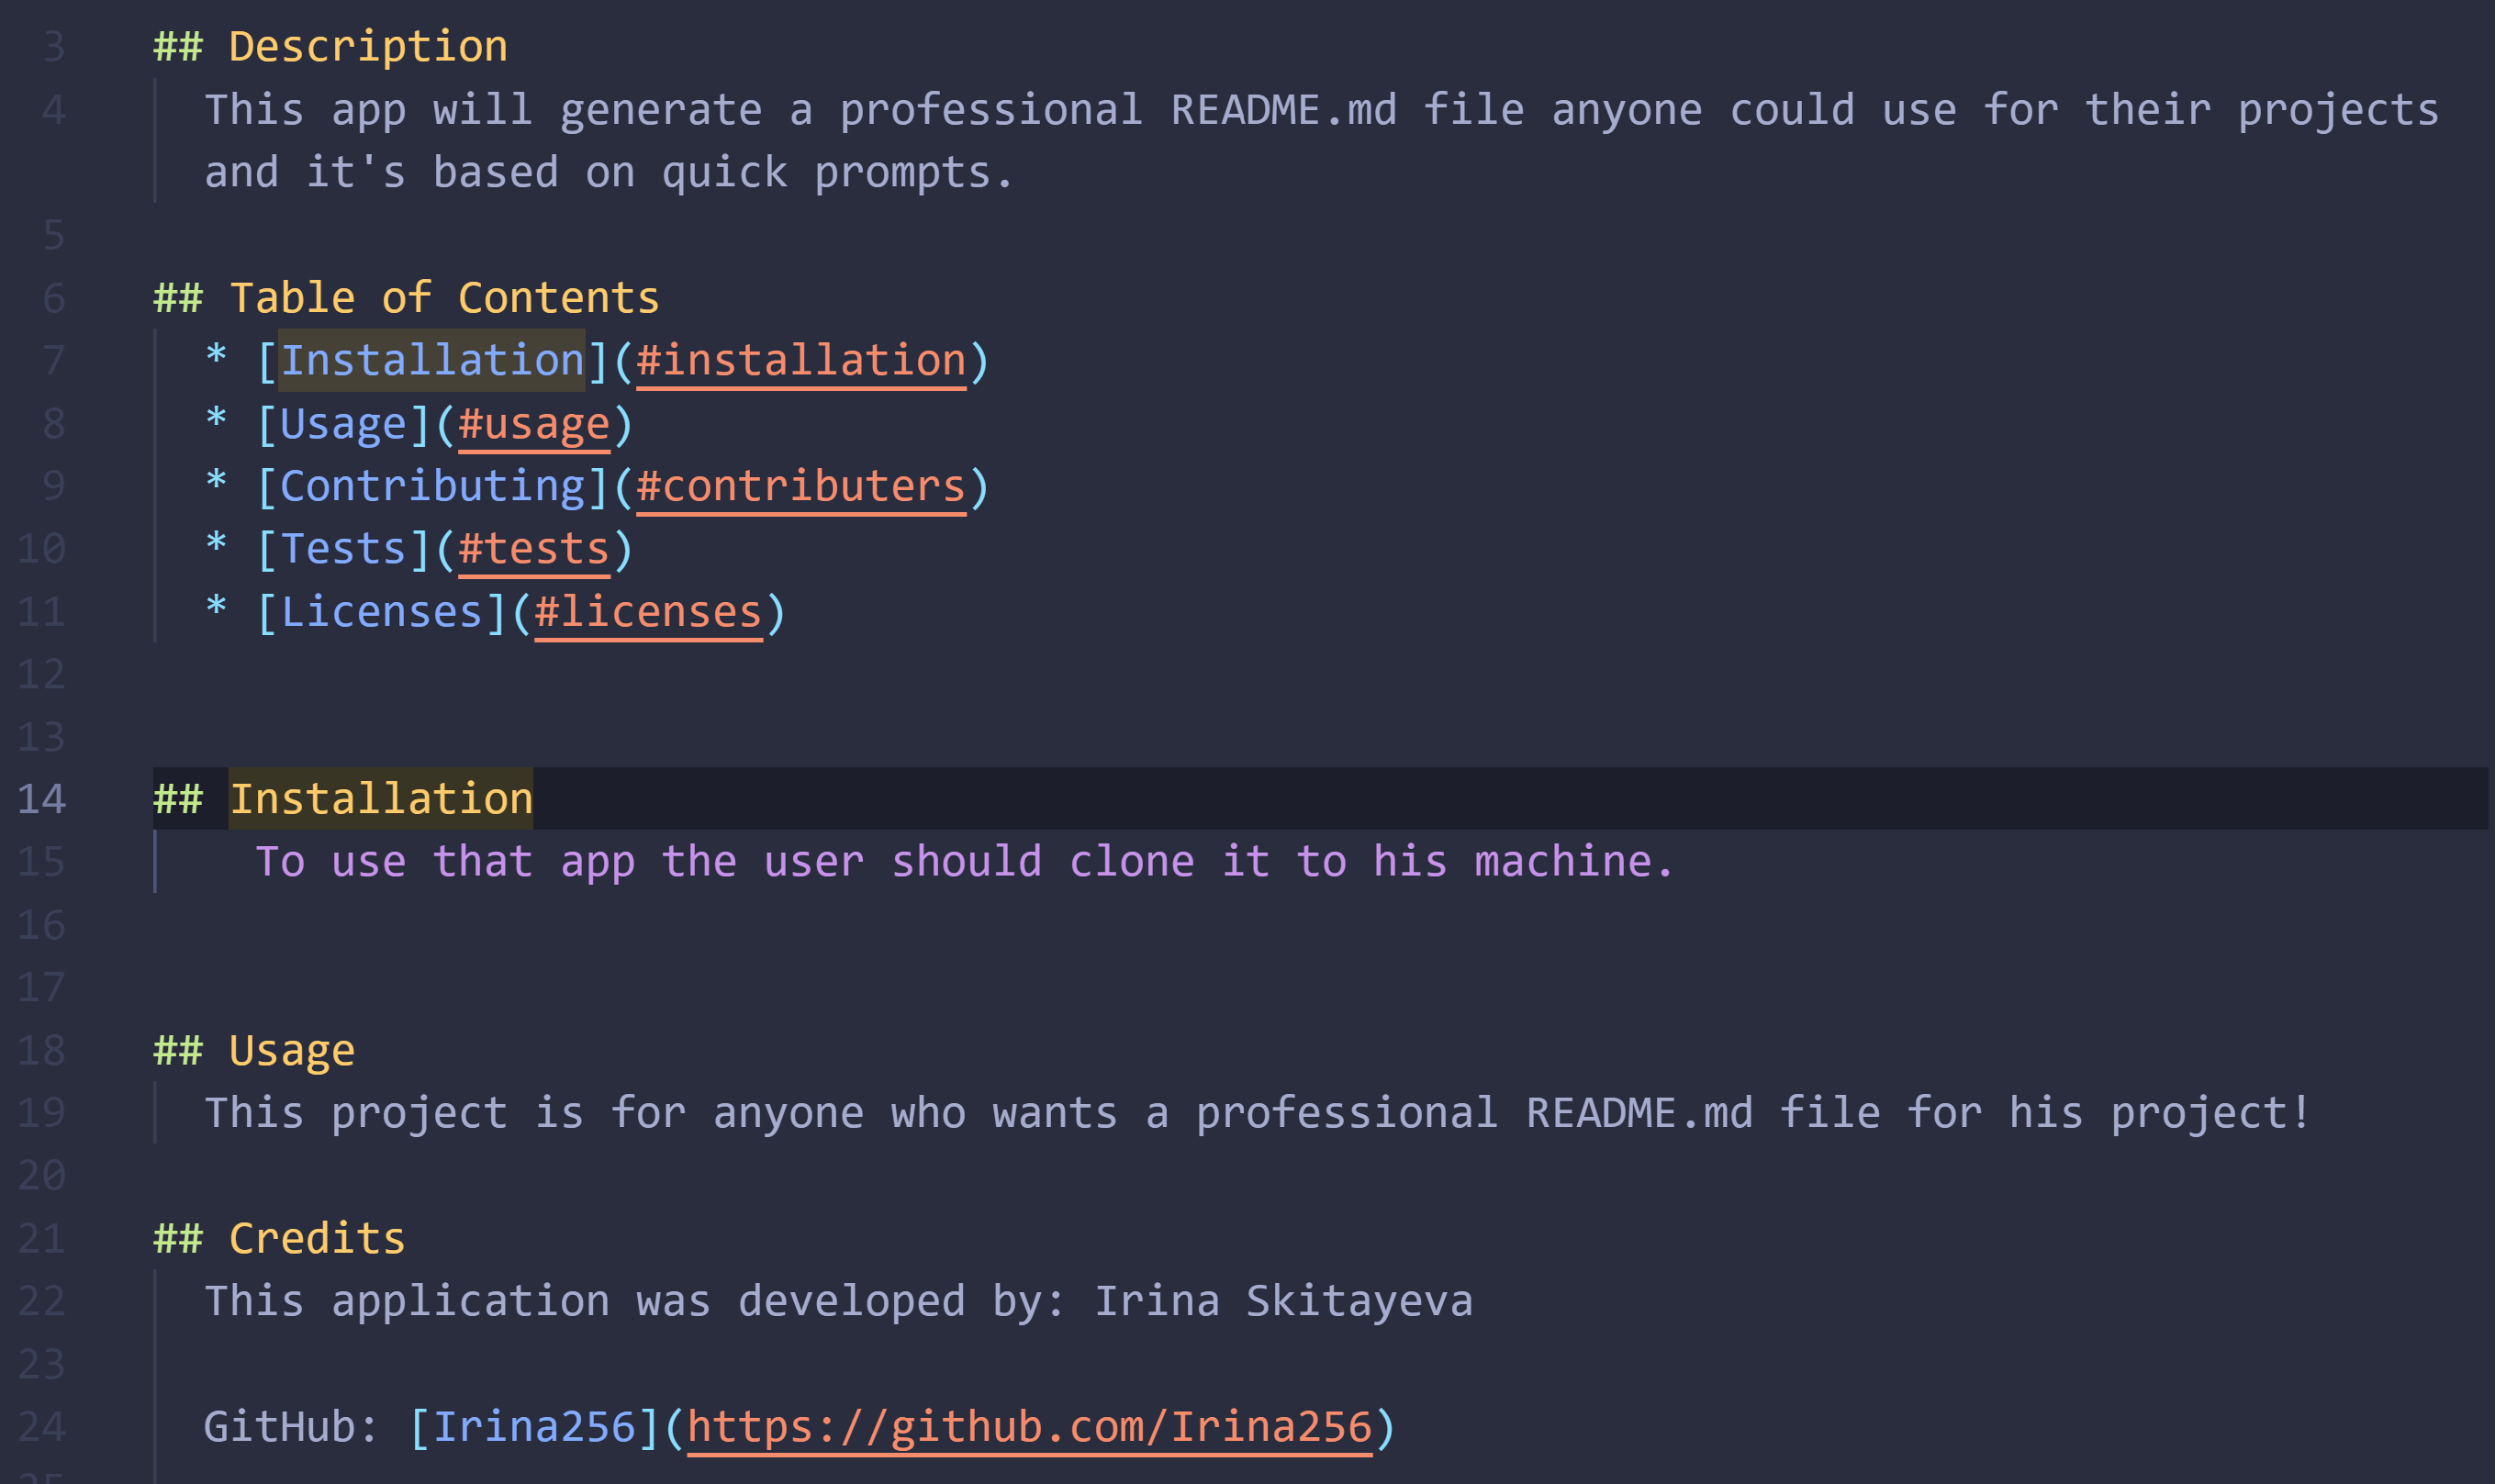 3 ## Description
4 This app will generate a professional README.md file anyone could use for their projects
and it's based on quick prompts.
5
6 ## Table of Contents
7 * [Installation](#installation)
8 * [Usage](#usage)
9 * [Contributing](#contributers)
10 * [Tests](#tests)
11 * [Licenses](#licenses)
12
13
14 ## Installation
15 To use that app the user should clone it to his machine.
16
17
18 ## Usage
19 This project is for anyone who wants a professional README.md file for his project!
20
21 ## Credits
22 This application was developed by: Irina Skitayeva
23
24 GitHub: [Irina256](https://github.com/Irina256)
25